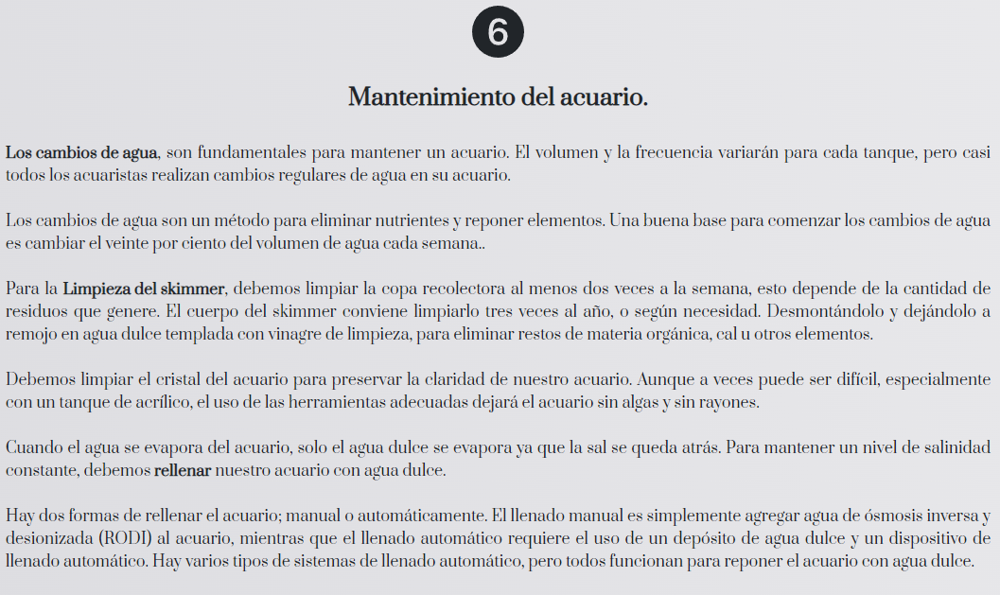 6
Mantenimiento del acuario.
Los cambios de agua, son fundamentales para mantener un acuario. El volumen y la frecuencia variarán para cada tanque, pero casi
todos los acuaristas realizan cambios regulares de agua en su acuario.
Los cambios de agua son un método para eliminar nutrientes y reponer elementos. Una buena base para comenzar los cambios de agua
es cambiar el veinte por ciento del volumen de agua cada semana..
Para la Limpieza del skimmer, debemos limpiar la copa recolectora al menos dos veces a la semana, esto depende de la cantidad de
residuos que genere. El cuerpo del skimmer conviene limpiarlo tres veces al año, o según necesidad. Desmontándolo y dejándolo a
remojo en agua dulce templada con vinagre de limpieza, para eliminar restos de materia orgánica, cal u otros elementos.
Debemos limpiar el cristal del acuario para preservar la claridad de nuestro acuario. Aunque a veces puede ser difícil, especialmente
con un tanque de acrílico, el uso de las herramientas adecuadas dejará el acuario sin algas y sin rayones.
Cuando el agua se evapora del acuario, solo el agua dulce se evapora ya que la sal se queda atrás. Para mantener un nivel de salinidad
constante, debemos rellenar nuestro acuario con agua dulce.
Hay dos formas de rellenar el acuario; manual o automáticamente. El llenado manual es simplemente agregar agua de ósmosis inversa y
desionizada (RODI) al acuario, mientras que el llenado automático requiere el uso de un depósito de agua dulce y un dispositivo de
llenado automático. Hay varios tipos de sistemas de llenado automático, pero todos funcionan para reponer el acuario con agua dulce.